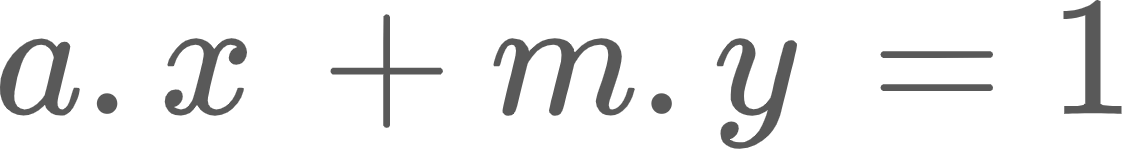 a.x + m.y = 1